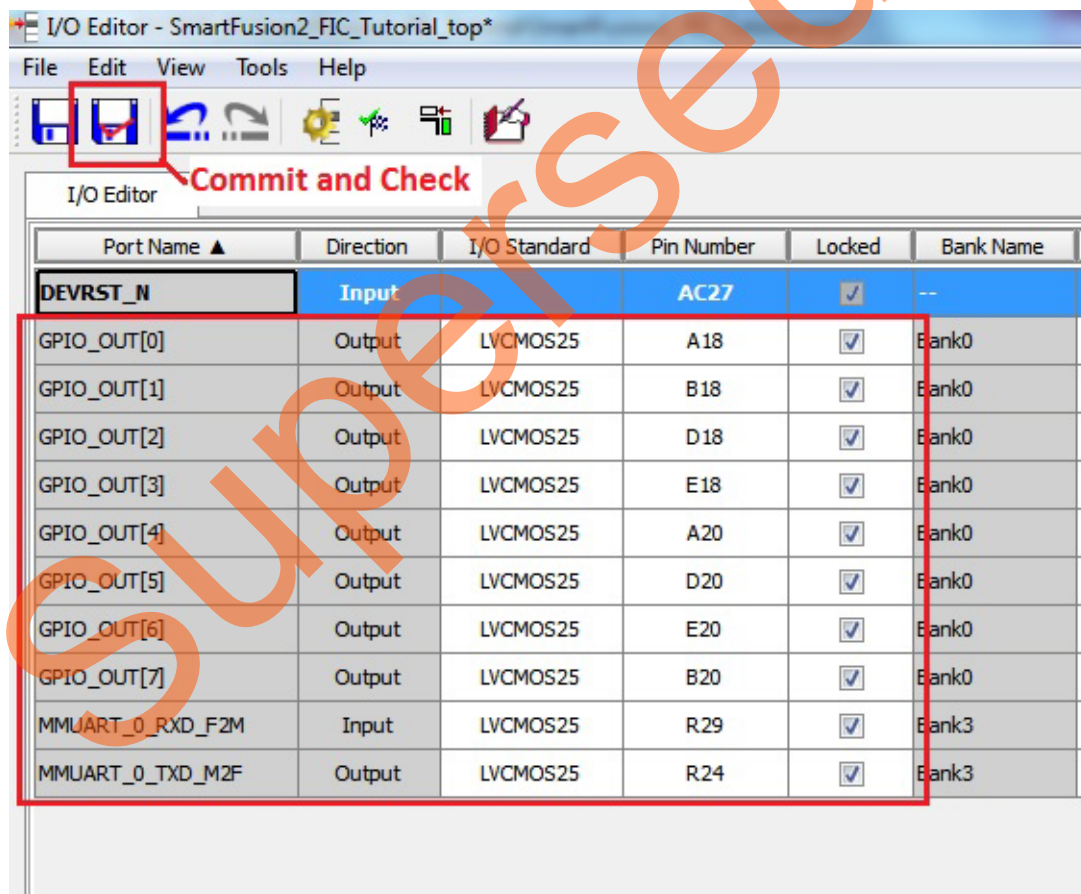 I/O Editor - SmartFusion2_FIC_Tutorial_top*
File Edit View Tools Help
Commit and Check
I/O Editor
Port Name ▲ Direction I/O Standard Pin Number Locked Bank Name
DEVRST_N Input AC27 --
GPIO_OUT[0] Output LVCMOS25 A18 Bank0
GPIO_OUT[1] Output LVCMOS25 B18 Bank0
GPIO_OUT[2] Output LVCMOS25 D18 Bank0
GPIO_OUT[3] Output LVCMOS25 E18 Bank0
GPIO_OUT[4] Output LVCMOS25 A20 Bank0
GPIO_OUT[5] Output LVCMOS25 D20 Bank0
GPIO_OUT[6] Output LVCMOS25 E20 Bank0
GPIO_OUT[7] Output LVCMOS25 B20 Bank0
MMUART_0_RXD_F2M Input LVCMOS25 R29 Bank3
MMUART_0_TXD_M2F Output LVCMOS25 R24 Bank3
Superse